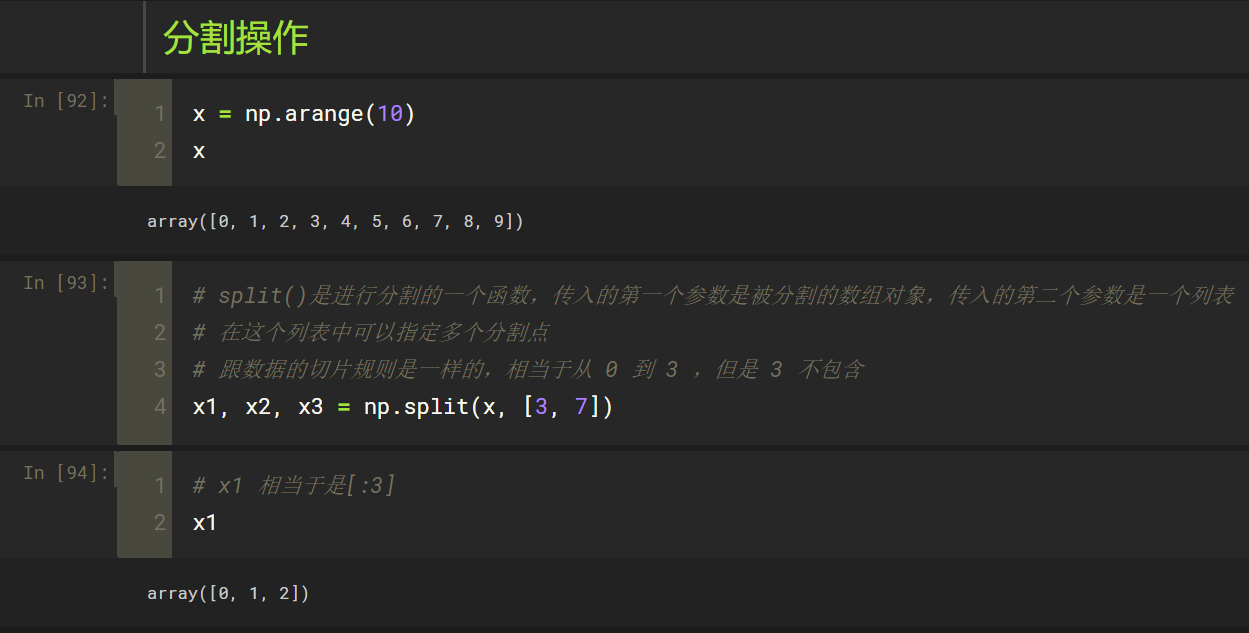 分割操作
In [92]:
1 x = np.arange(10)
2 x
array([0, 1, 2, 3, 4, 5, 6, 7, 8, 9])
In [93]:
1 # split()是进行分割的一个函数，传入的第一个参数是被分割的数组对象，传入的第二个参数是一个列表
2 # 在这个列表中可以指定多个分割点
3 # 跟数据的切片规则是一样的，相当于从 0 到 3 ，但是 3 不包含
4 x1, x2, x3 = np.split(x, [3, 7])
In [94]:
1 # x1 相当于是[:3]
2 x1
array([0, 1, 2])